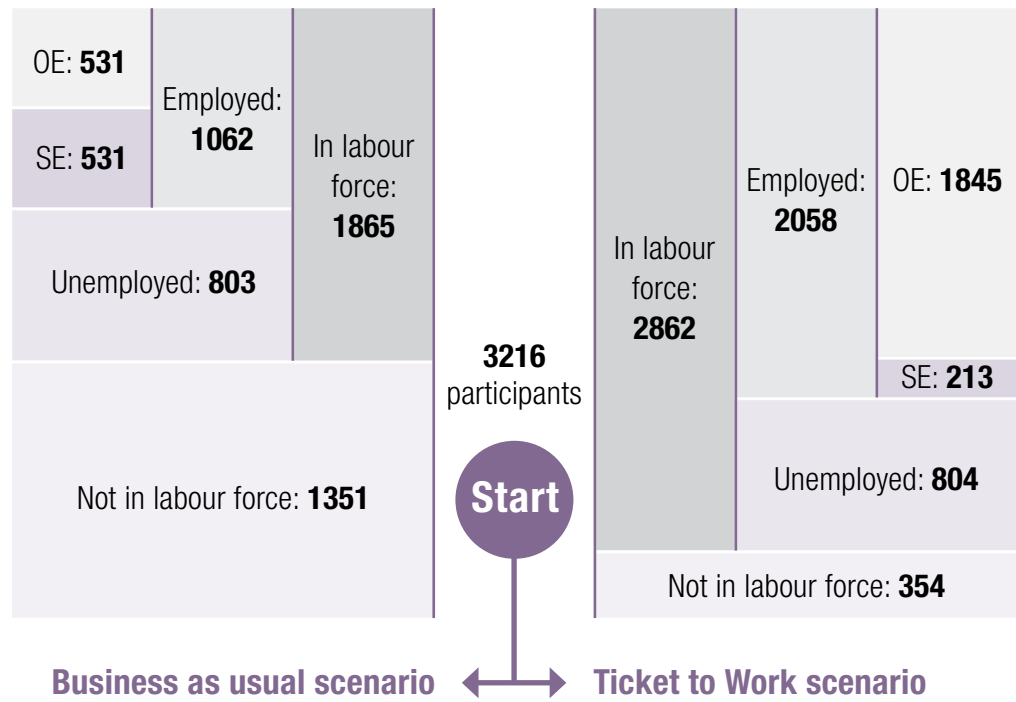 OE: 531
SE: 531
Employed:
1062
In labour
force:
1865
Unemployed: 803
Not in labour force: 1351
3216
participants
Start
In labour
force:
2862
Employed:
2058
OE: 1845
SE: 213
Unemployed: 804
Not in labour force: 354
Business as usual scenario
Ticket to Work scenario